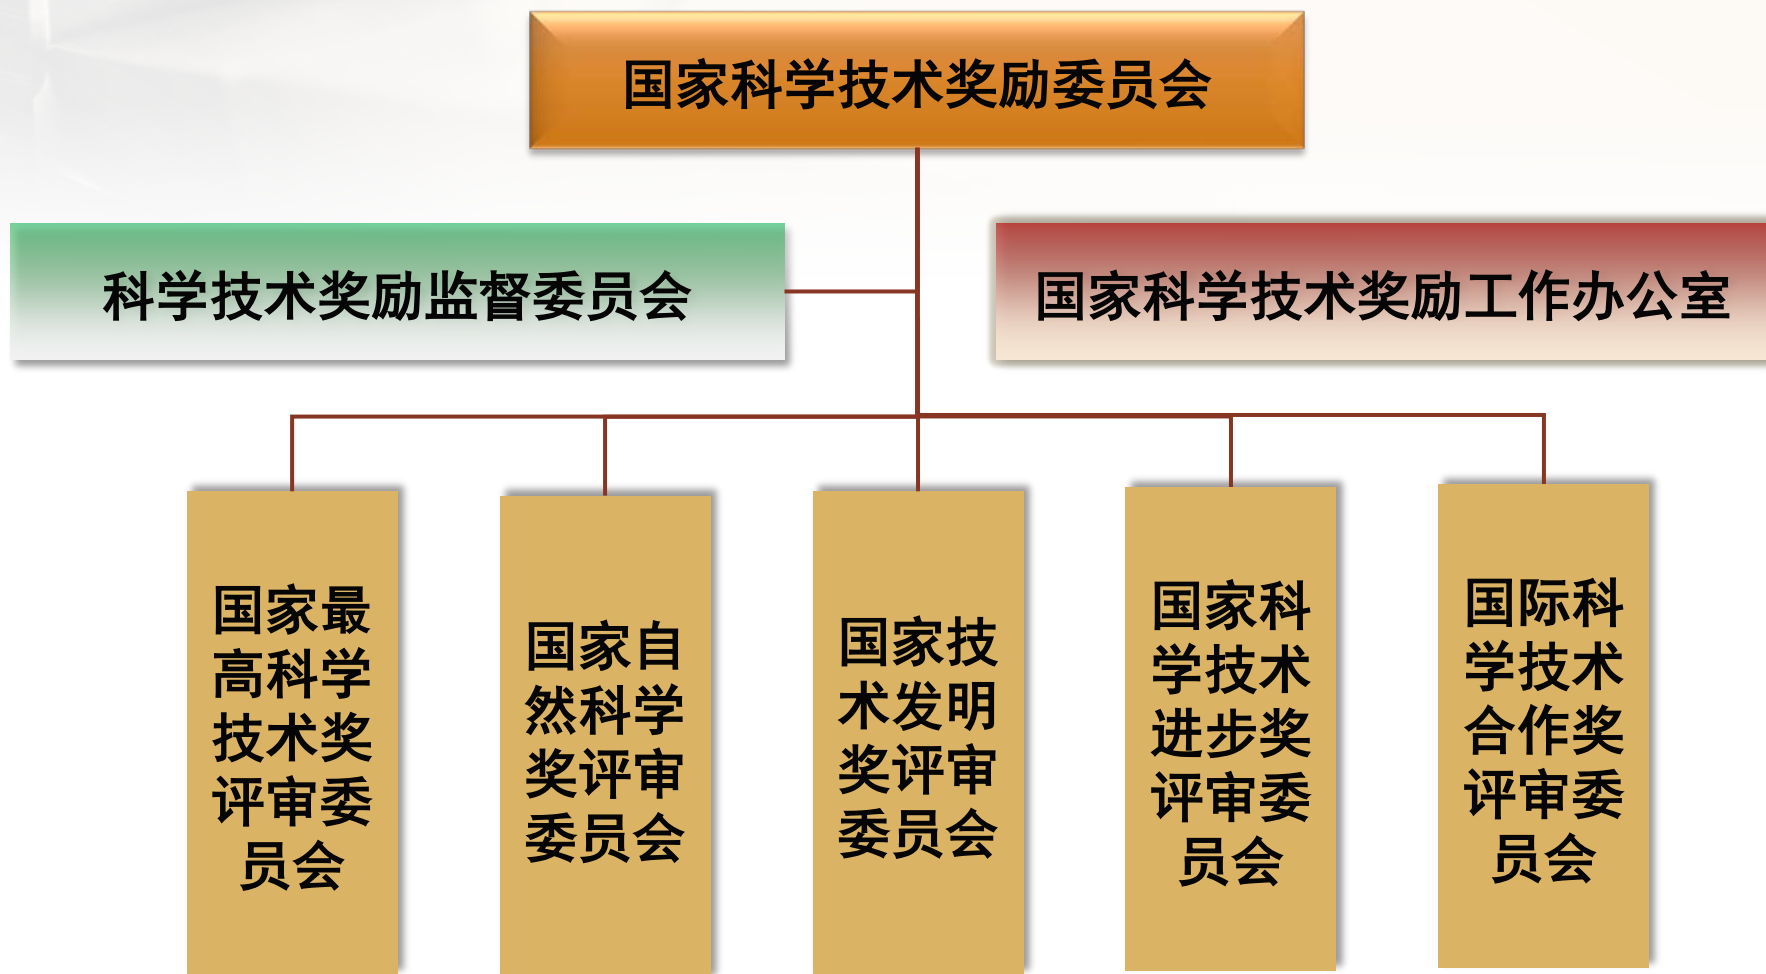 国家科学技术奖励委员会
科学技术奖励监督委员会
国家科学技术奖励工作办公室
国家最
高科学
技术奖
评审委
员会
国家自
然科学
奖评审
委员会
国家技
术发明
奖评审
委员会
国家科
学技术
进步奖
评审委
员会
国际科
学技术
合作奖
评审委
员会